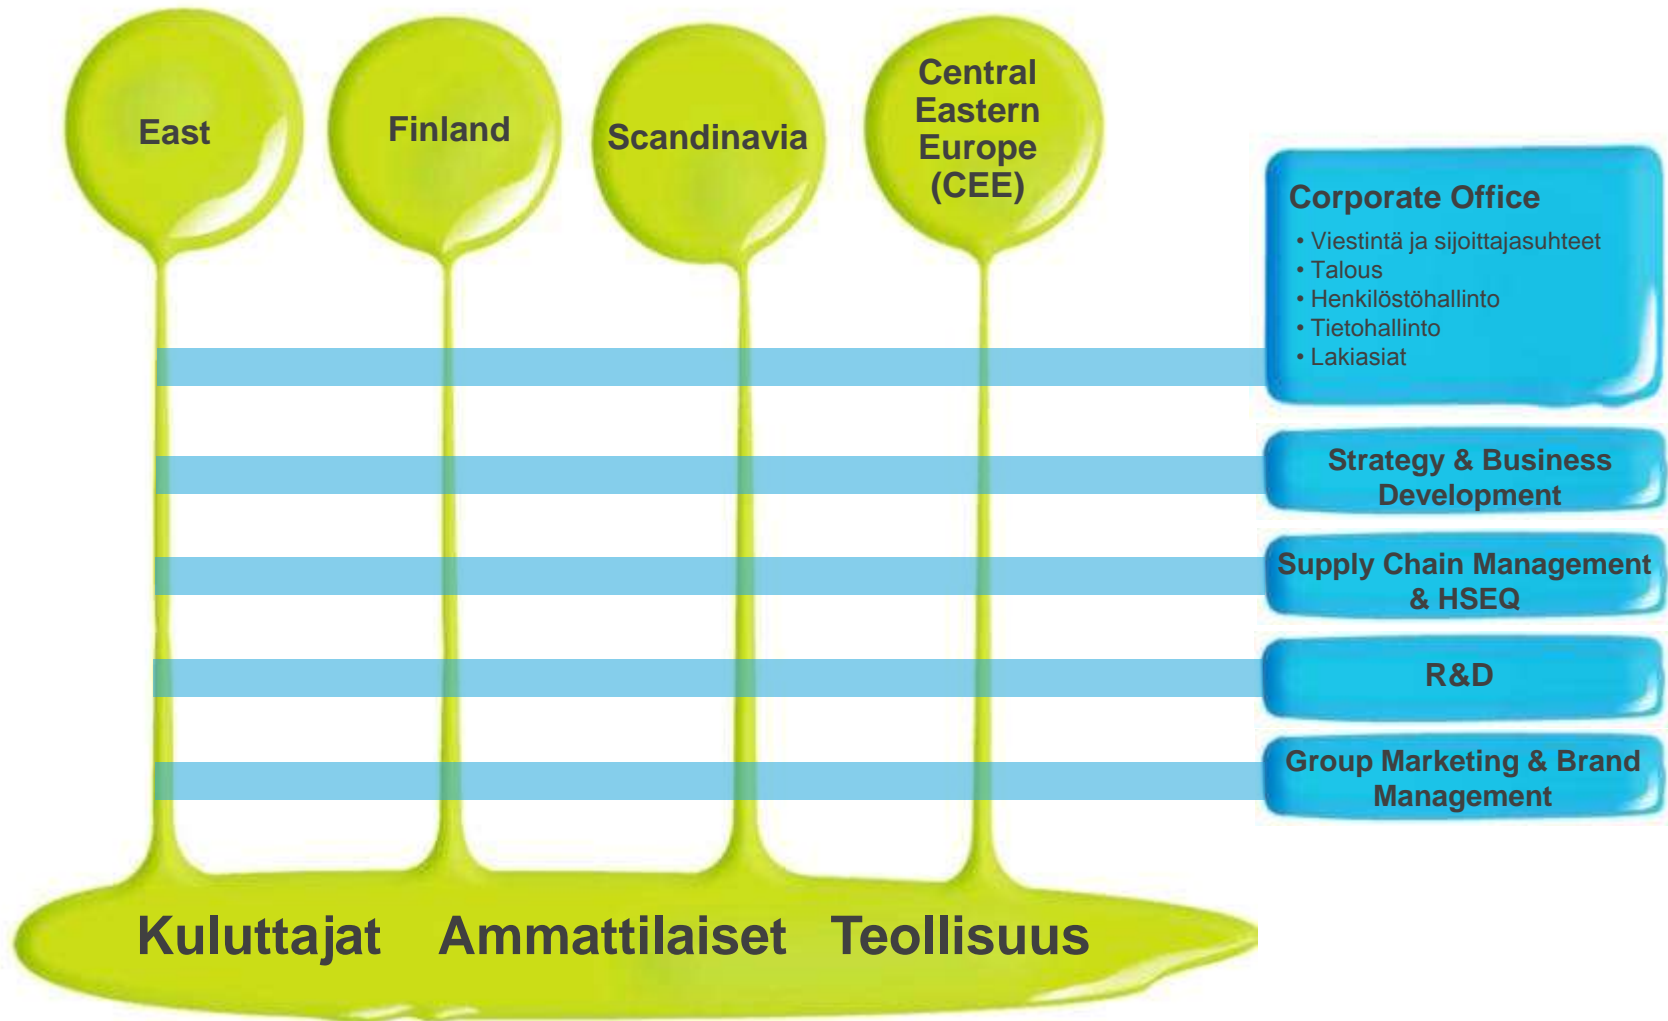 East
Finland
Scandinavia
Central
Eastern
Europe
(CEE)
Corporate Office
• Viestintä ja sijoittajasuhteet
• Talous
• Henkilöstöhallinto
• Tietohallinto
• Lakiasiat
Strategy & Business
Development
Supply Chain Management
& HSEQ
R&D
Group Marketing & Brand
Management
Kuluttajat Ammattilaiset Teollisuus